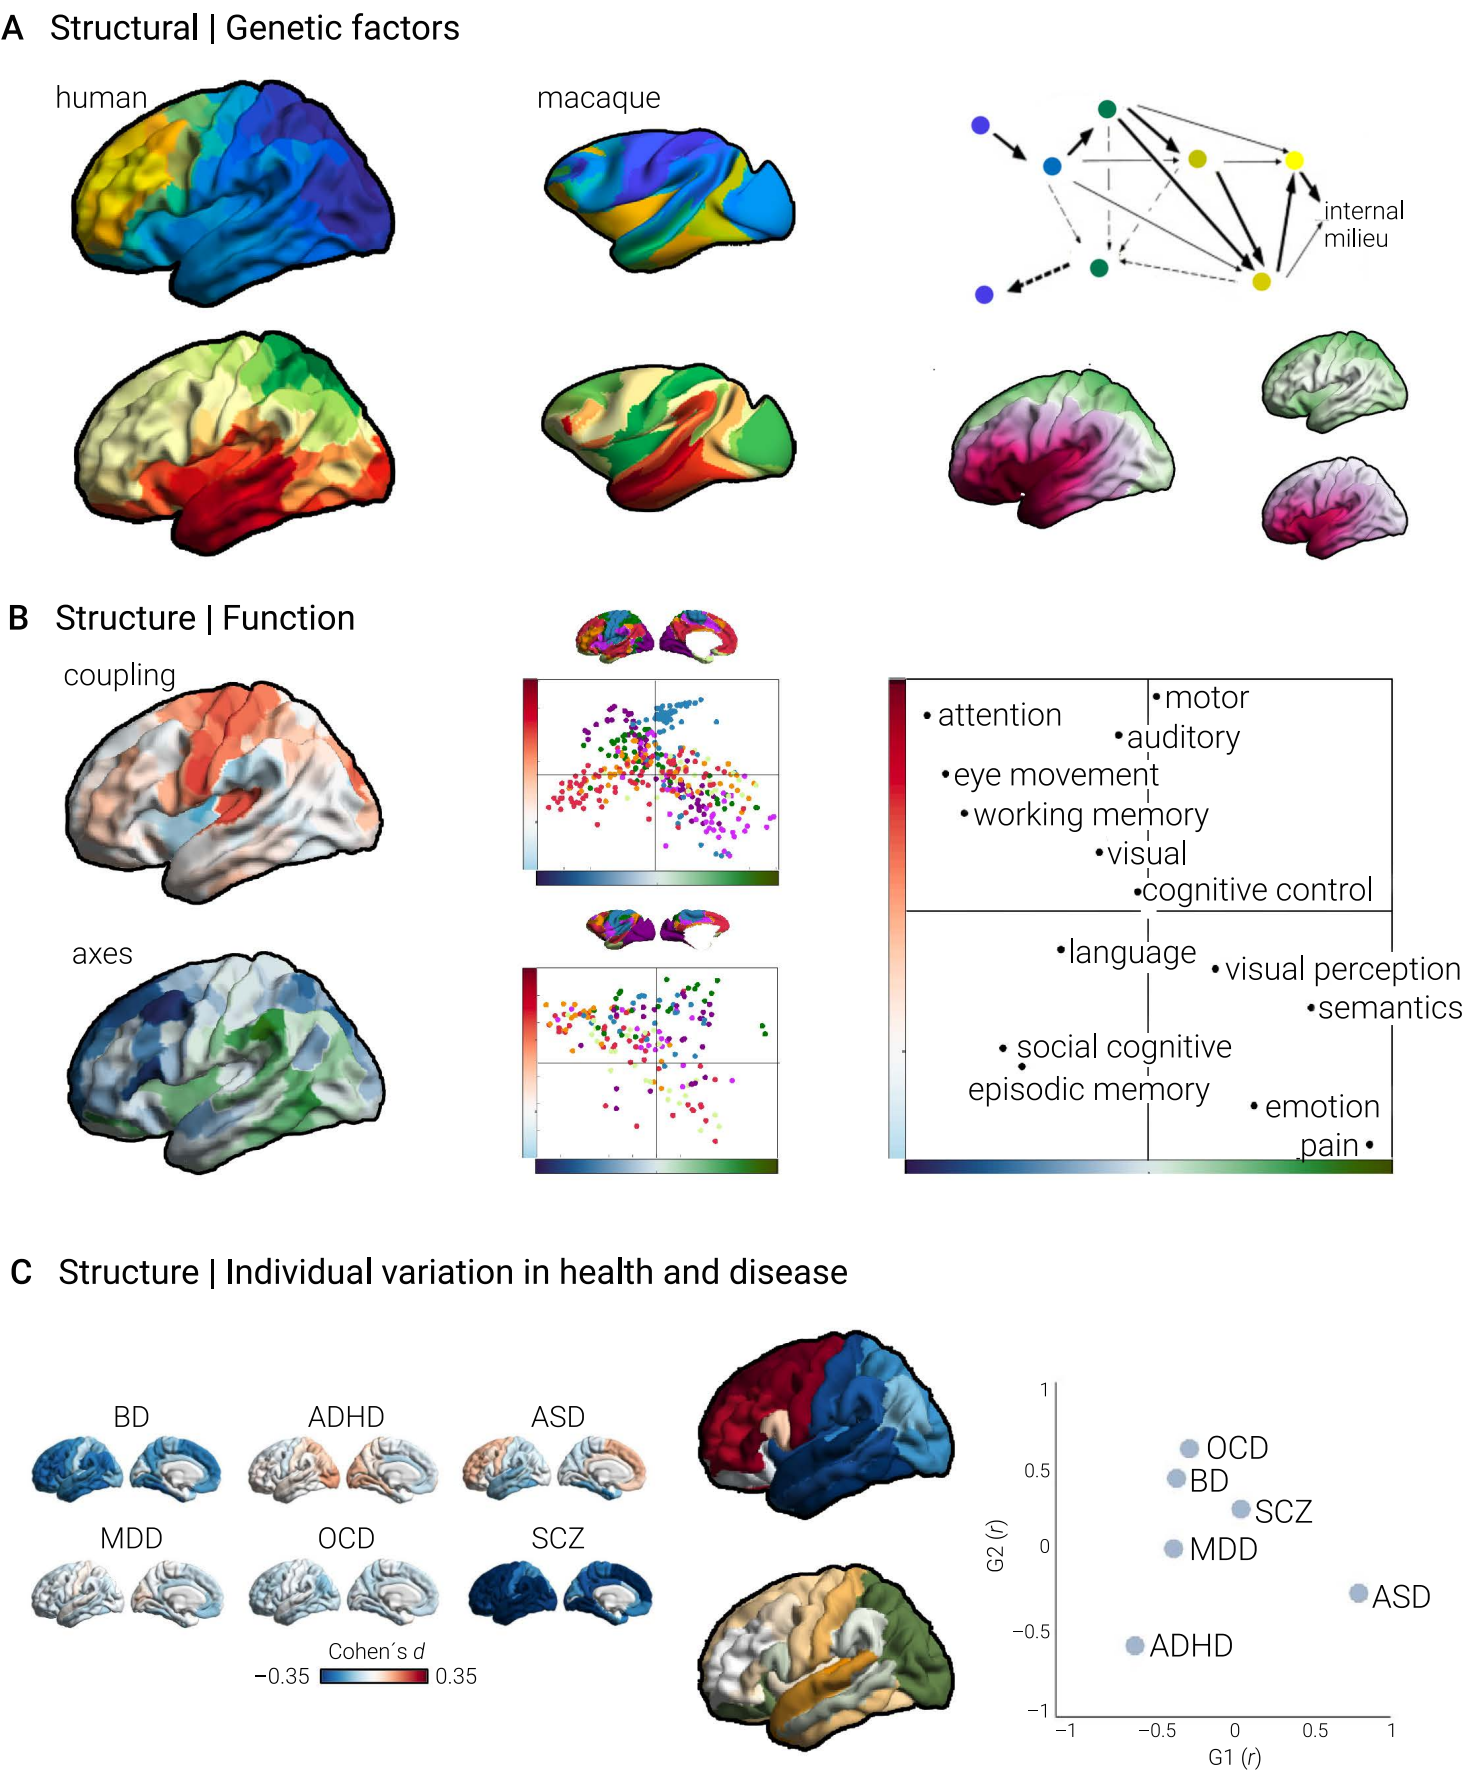 A Structural | Genetic factors
human
macaque
internal
milieu
B Structure | Function
coupling
axes
motor
attention
auditory
eye movement
working memory
visual
cognitive control
language
visual perception
semantics
social cognitive
episodic memory
emotion
pain
C Structure | Individual variation in health and disease
BD
ADHD
ASD
MDD
OCD
SCZ
Cohen´s d
−0.35
0.35
1
0.5
0
−0.5
−1
G2 (r)
OCD
BD
SCZ
MDD
ASD
ADHD
−1
−0.5
0
0.5
1
G1 (r)